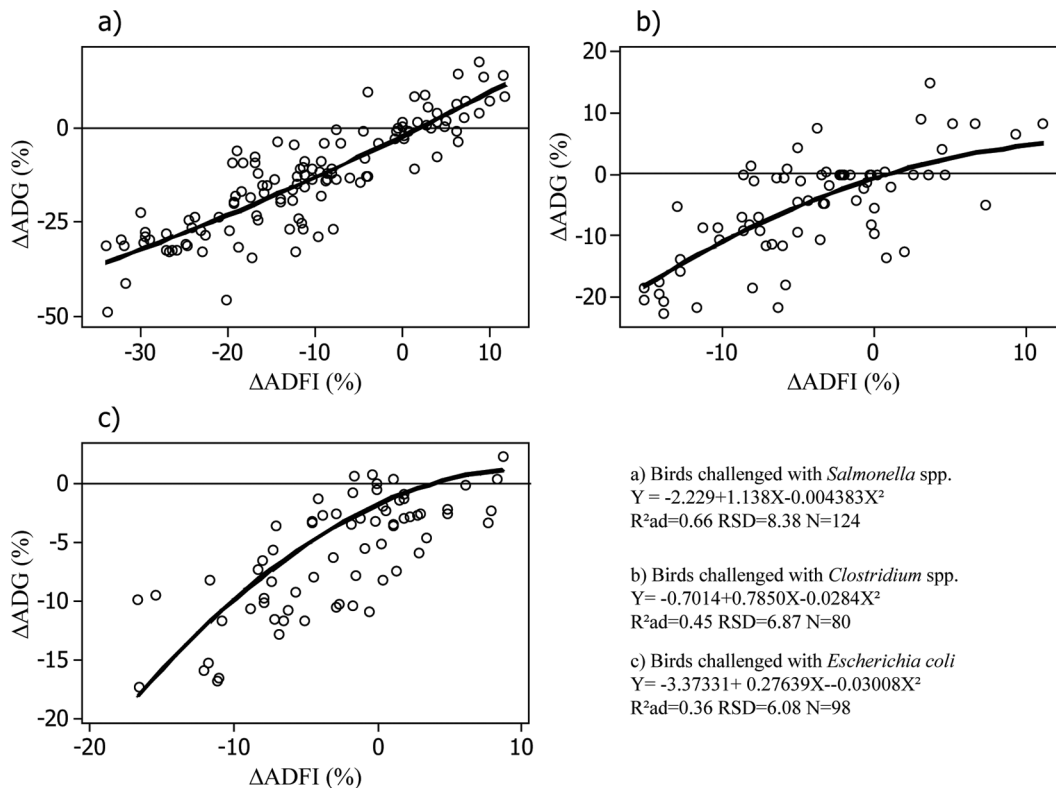 a)
ΔADG (%)
0
-25
-50
-30
-20
-10
0
10
ΔADFI (%)
b)
ΔADG (%)
20
10
0
-10
-20
-10
0
10
ΔADFI (%)
c)
ΔADG (%)
0
-5
-10
-15
-20
-20
-10
0
10
ΔADFI (%)
a) Birds challenged with Salmonella spp.
Y = -2.229+1.138X-0.004383X²
R²ad=0.66 RSD=8.38 N=124
b) Birds challenged with Clostridium spp.
Y= -0.7014+0.7850X-0.0284X²
R²ad=0.45 RSD=6.87 N=80
c) Birds challenged with Escherichia coli
Y= -3.37331+ 0.27639X--0.03008X²
R²ad=0.36 RSD=6.08 N=98